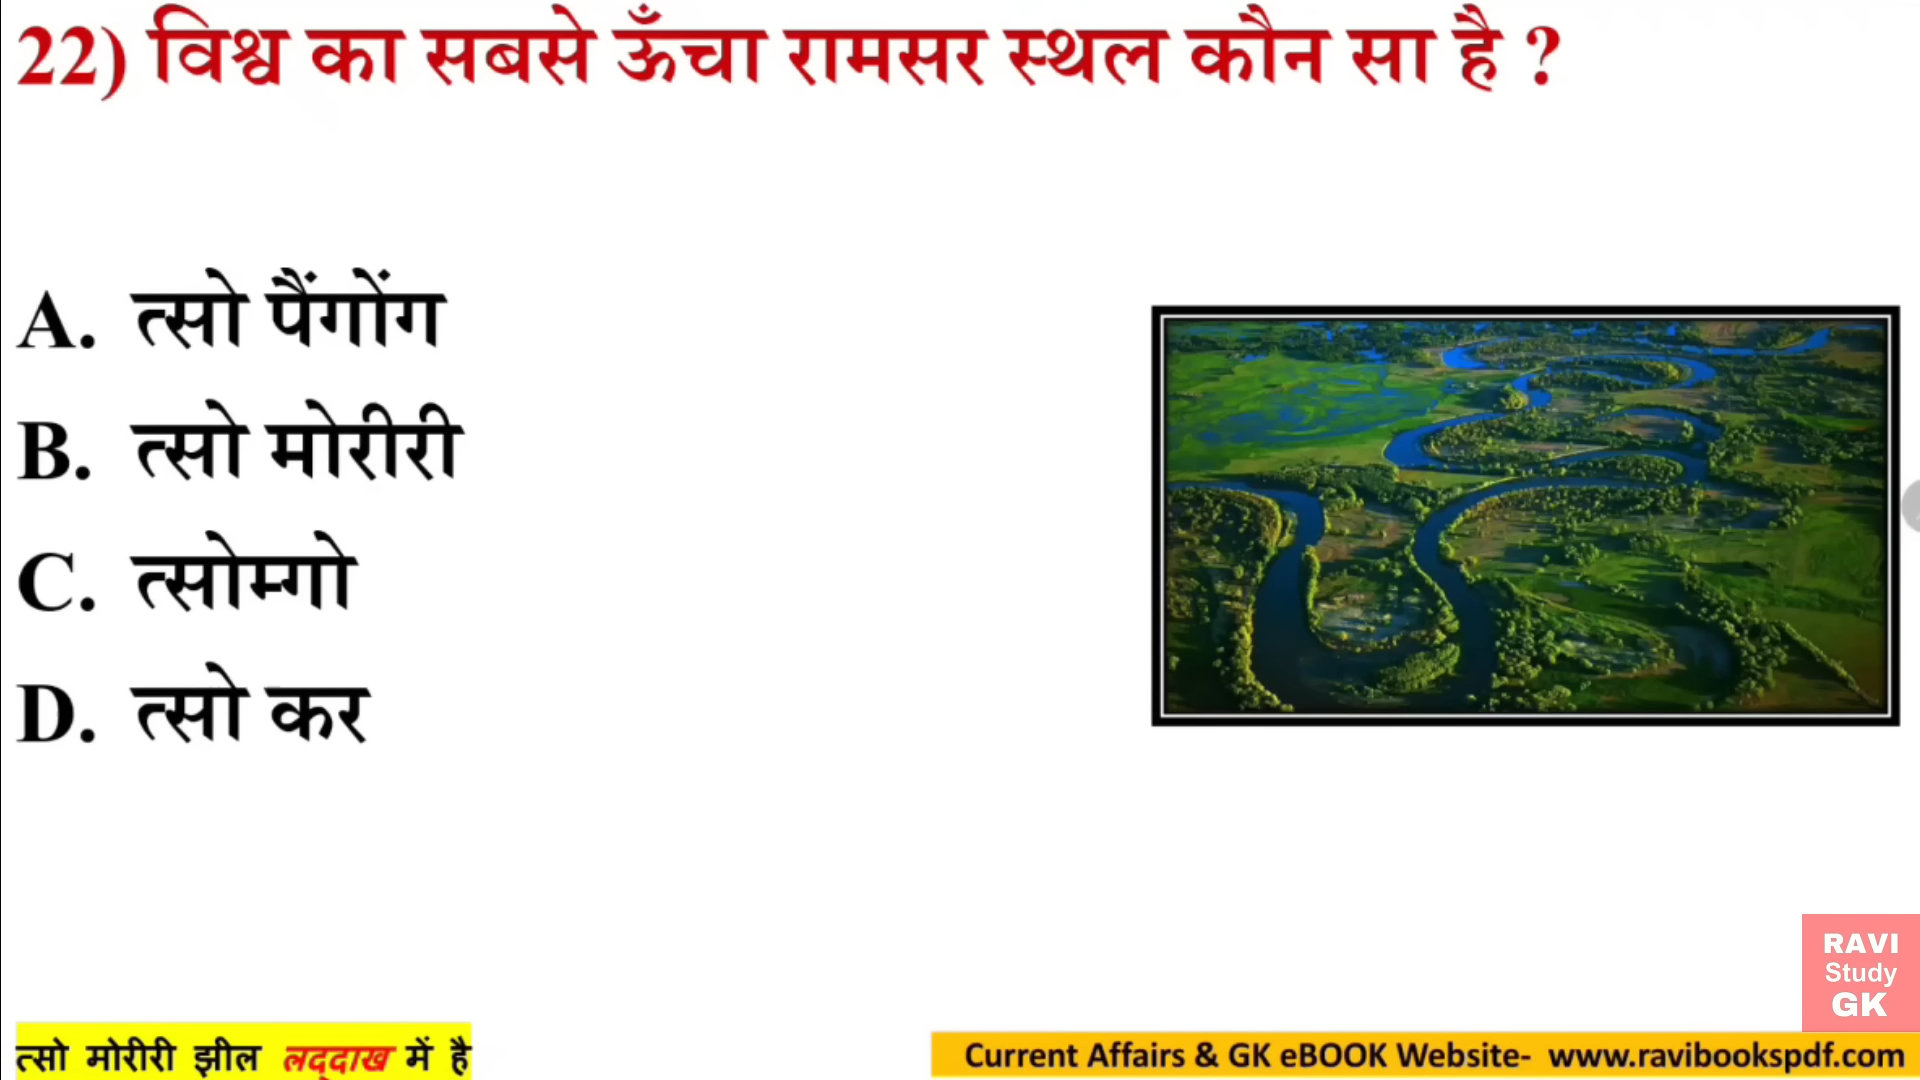 22) विश्व का सबसे ऊँचा रामसर स्थल कौन सा है ?
A. त्सो पैंगोंग
B. त्सो मोरीरी
C. त्सोम्गो
D. त्सो कर
RAVI
Study
GK
त्सो मोरीरी झील लद्दाख में है
Current Affairs & GK eBOOK Website- www.ravibookspdf.com